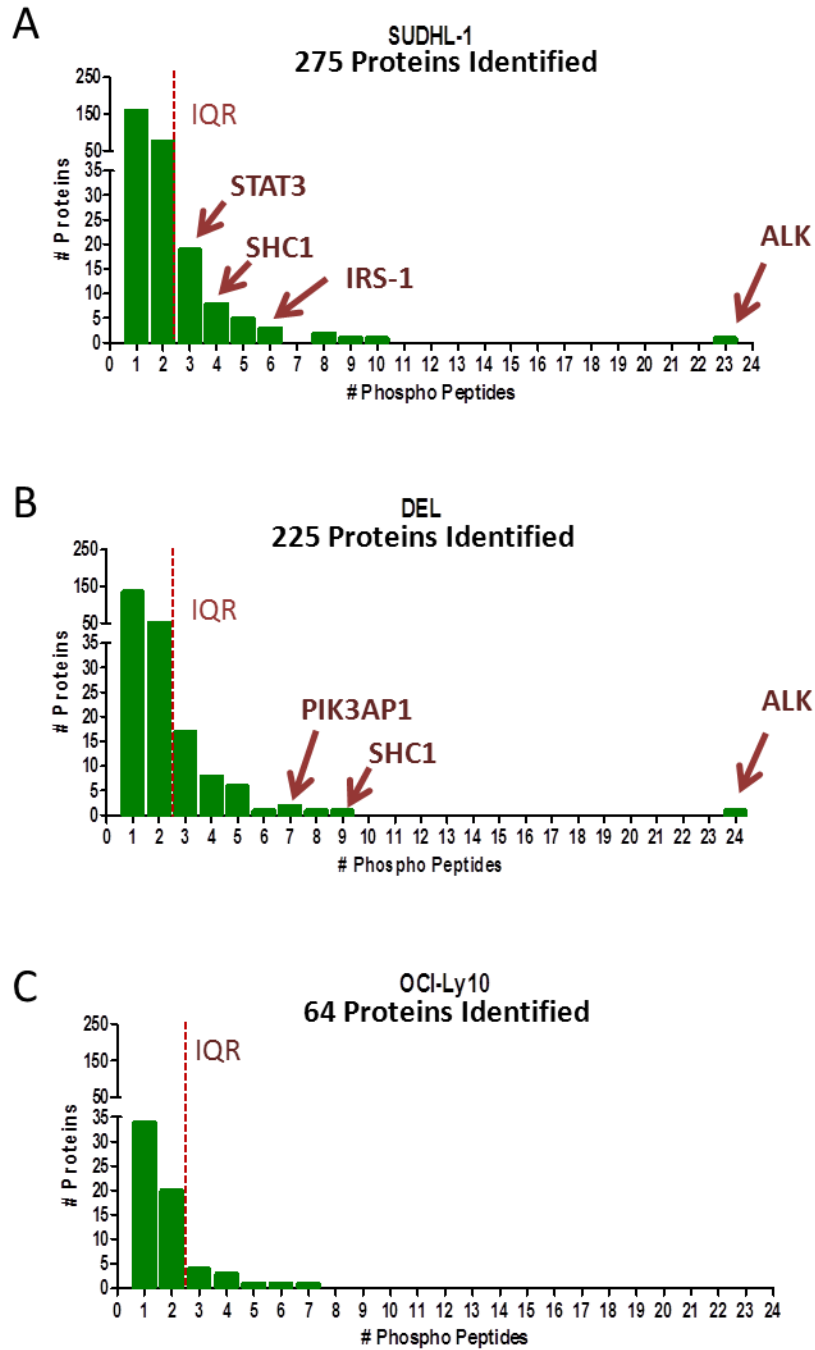 A
SUDHL-1
275 Proteins Identified
250
150
50
35
30
25
20
15
10
5
0
# Proteins
IQR
STAT3
SHC1
IRS-1
ALK
0 1 2 3 4 5 6 7 8 9 10 11 12 13 14 15 16 17 18 19 20 21 22 23 24
# Phospho Peptides
B
DEL
225 Proteins Identified
250
150
50
35
30
25
20
15
10
5
0
# Proteins
IQR
PIK3AP1
SHC1
ALK
0 1 2 3 4 5 6 7 8 9 10 11 12 13 14 15 16 17 18 19 20 21 22 23 24
# Phospho Peptides
C
OCI-Ly10
64 Proteins Identified
250
150
50
35
30
25
20
15
10
5
0
# Proteins
IQR
0 1 2 3 4 5 6 7 8 9 10 11 12 13 14 15 16 17 18 19 20 21 22 23 24
# Phospho Peptides